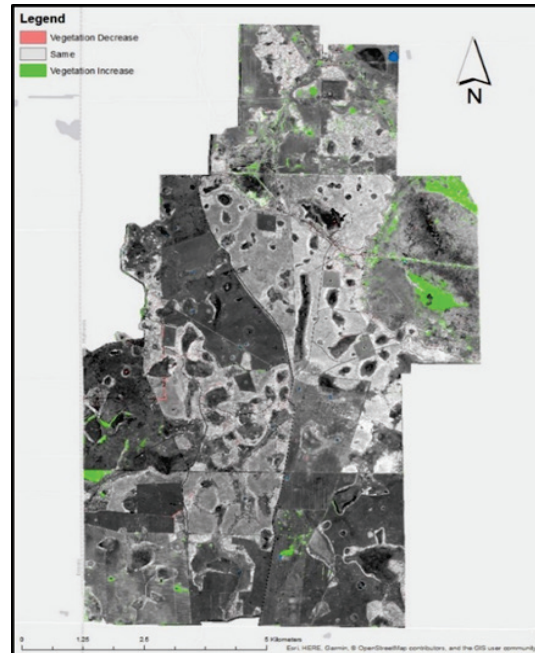 Legend
Vegetation Decrease
Same
Vegetation Increase
N
0 1.25 2.5 5 Kilometers
Esri, HERE, Garmin, © OpenStreetMap contributors, and the GIS user community